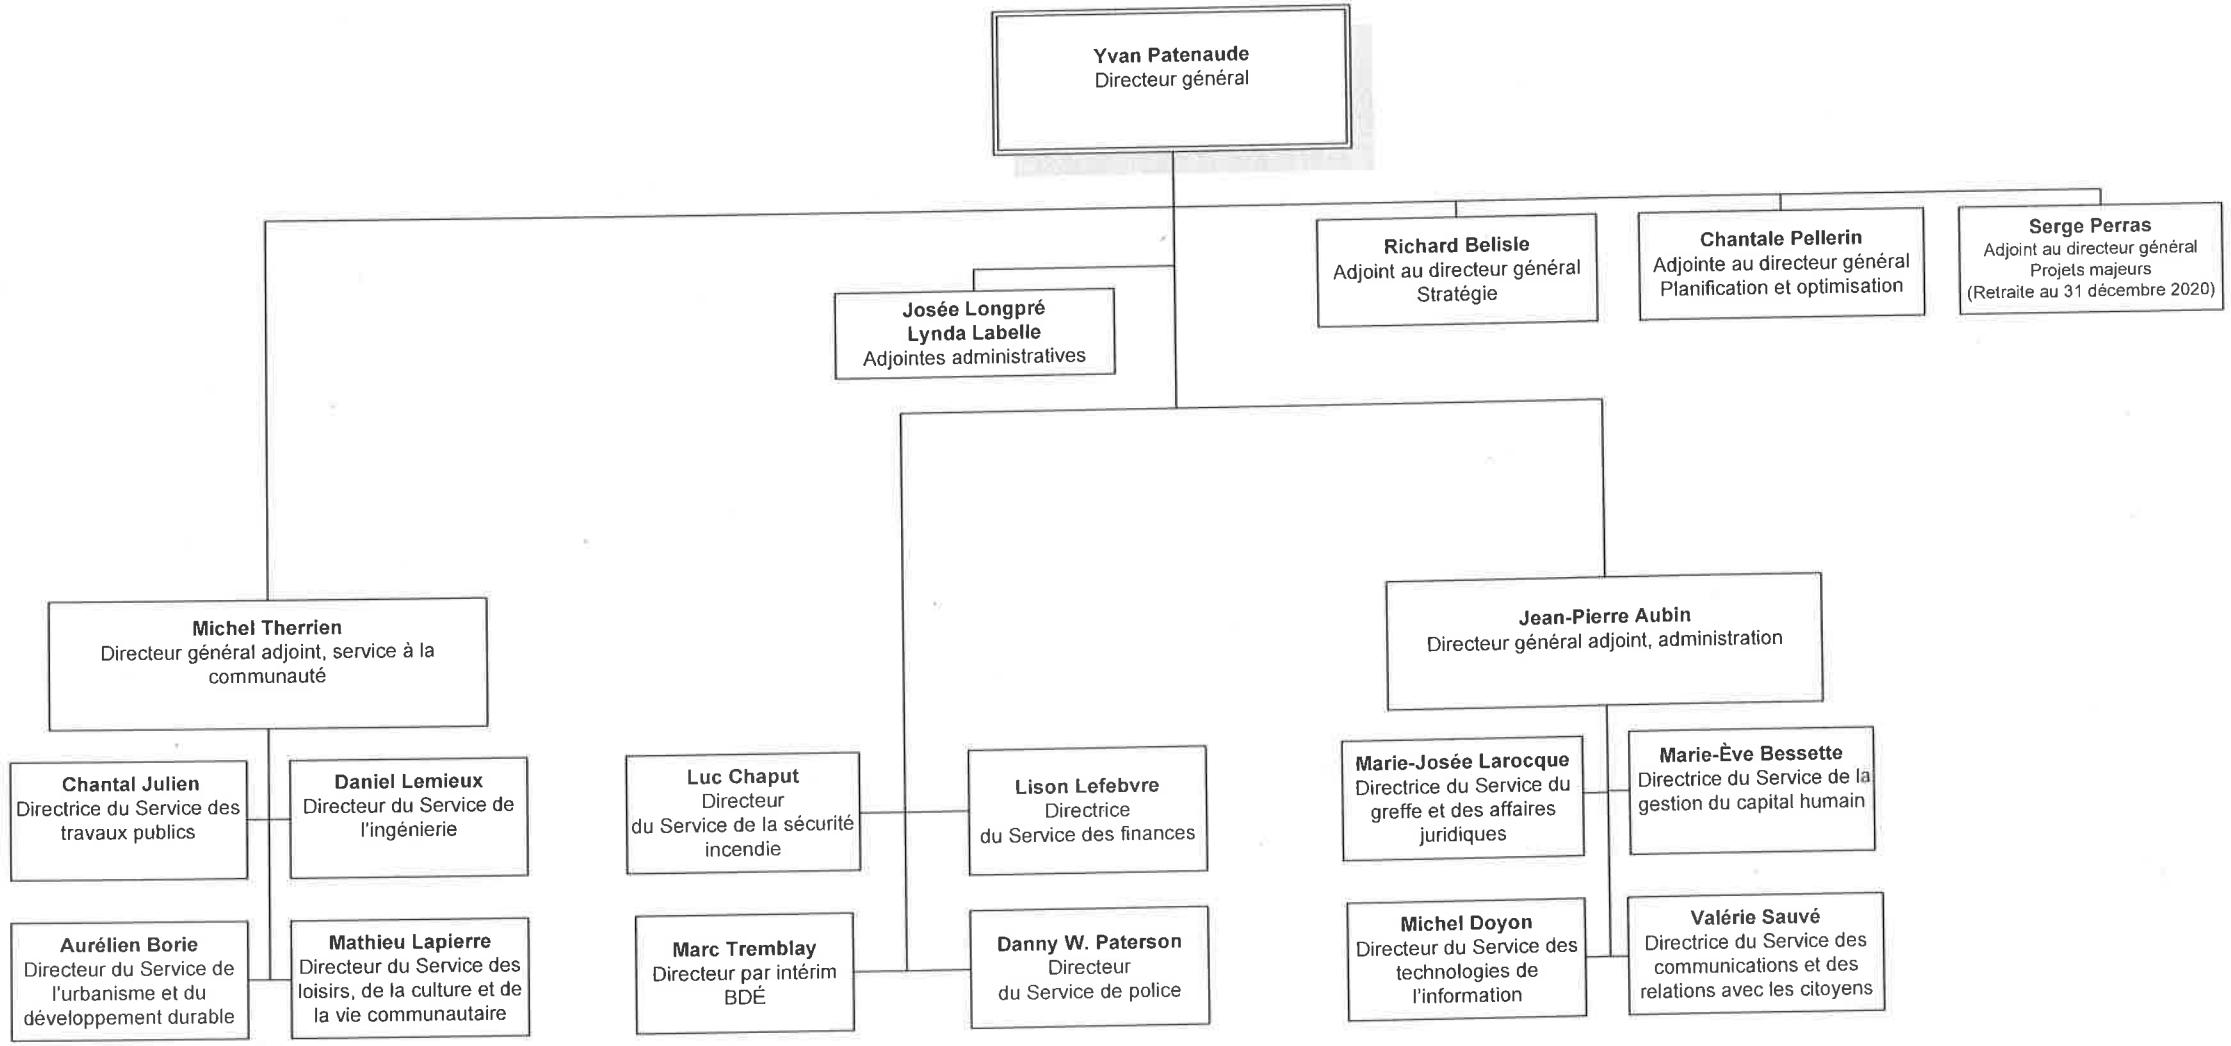 Yvan Patenaude
Directeur général
Richard Belisle
Adjoint au directeur général
Stratégie
Chantale Pellerin
Adjointe au directeur général
Planification et optimisation
Serge Perras
Adjoint au directeur général
Projets majeurs
(Retraite au 31 décembre 2020)
Josée Longpré
Lynda Labelle
Adjointes administratives
Michel Therrien
Directeur général adjoint, service à la
communauté
Jean-Pierre Aubin
Directeur général adjoint, administration
Chantal Julien
Directrice du Service des
travaux publics
Daniel Lemieux
Directeur du Service de
l'ingénierie
Luc Chaput
Directeur
du Service de la sécurité
incendie
Lison Lefebvre
Directrice
du Service des finances
Marie-Josée Larocque
Directrice du Service du
greffe et des affaires
juridiques
Marie-Ève Bessette
Directrice du Service de la
gestion du capital humain
Aurélien Borie
Directeur du Service de
l'urbanisme et du
développement durable
Mathieu Lapierre
Directeur du Service des
loisirs, de la culture et de
la vie communautaire
Marc Tremblay
Directeur par intérim
BDÉ
Danny W. Paterson
Directeur
du Service de police
Michel Doyon
Directeur du Service des
technologies de
l'information
Valérie Sauvé
Directrice du Service des
communications et des
relations avec les citoyens